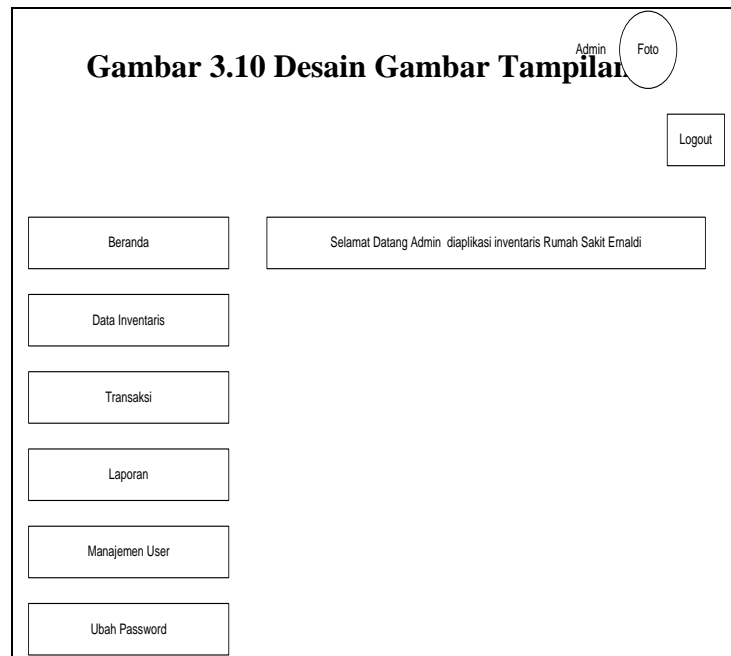 Admin
Foto
Gambar 3.10 Desain Gambar Tampilan
Logout
Beranda
Selamat Datang Admin diaplikasi inventaris Rumah Sakit Ernaldi
Data Inventaris
Transaksi
Laporan
Manajemen User
Ubah Password